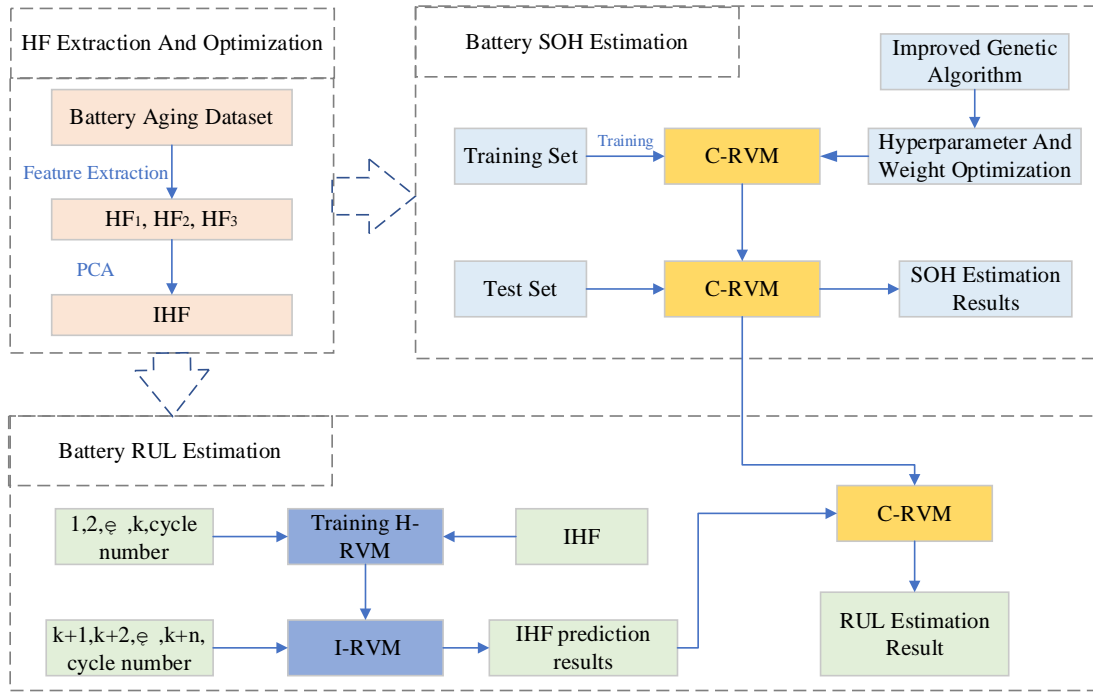 HF Extraction And Optimization
Battery Aging Dataset
Feature Extraction
HF₁, HF₂, HF₃
PCA
IHF
Battery SOH Estimation
Improved Genetic
Algorithm
Training Set
Training
C-RVM
Hyperparameter And
Weight Optimization
Test Set
C-RVM
SOH Estimation
Results
Battery RUL Estimation
1,2,ę ,k,cycle
number
Training H-
RVM
IHF
C-RVM
k+1,k+2,ę ,k+n,
cycle number
I-RVM
IHF prediction
results
RUL Estimation
Result